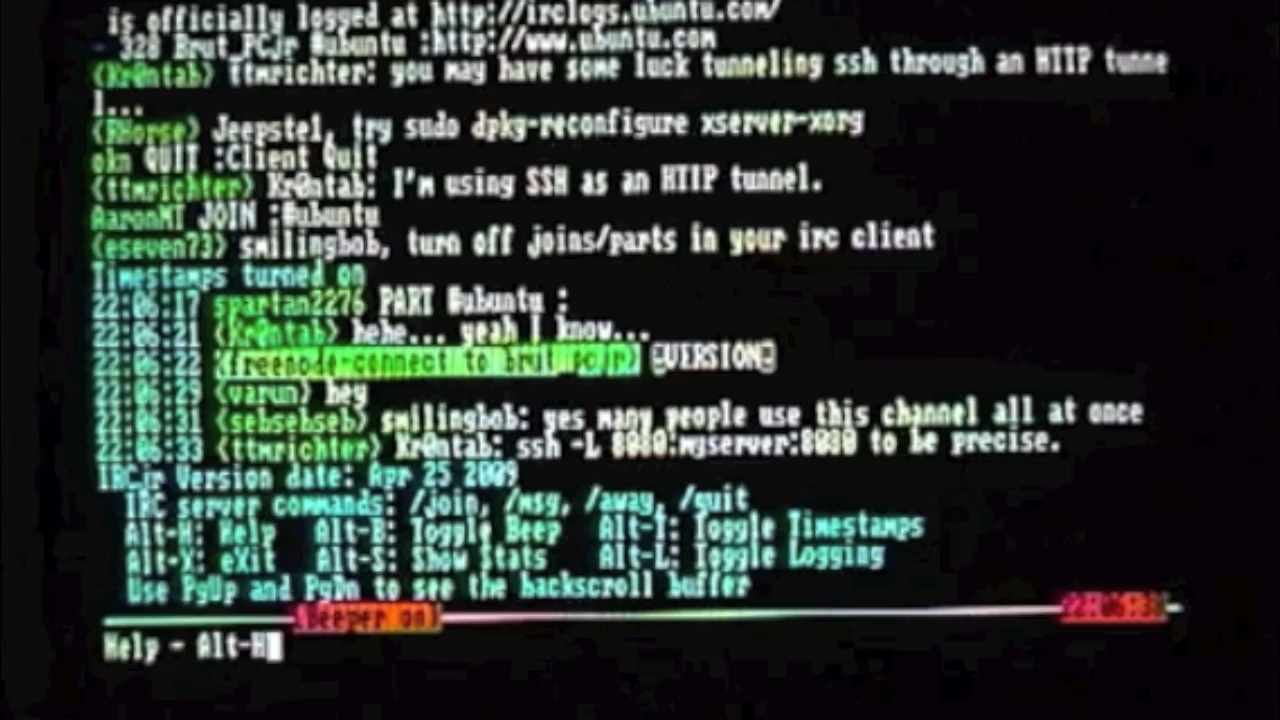 is officially logged at http://irclogs.ubuntu.com/
328 Brut_PCJr #ubuntu :http://www.ubuntu.com
(Kr0ntab) ttmrichter: you may have some luck tunneling ssh through an HTTP tunne
l...
(RHorse) Jeepste1, try sudo dpkg-reconfigure xserver-xorg
okn QUIT :Client Quit
(ttmrichter) Kr0ntab: I'm using SSH as an HTTP tunnel.
AaronMT JOIN :#ubuntu
(eseven73) smilingbob, turn off joins/parts in your irc client
Timestamps turned on
22:06:17 spartan2276 PART #ubuntu :
22:06:21 (Kr0ntab) hehe... yeah I know...
22:06:22 (freenode-connect to brut_pcjr) VERSION
22:06:29 (varun) hey
22:06:31 (sebsebseb) smilingbob: yes many people use this channel all at once
22:06:33 (ttmrichter) Kr0ntab: ssh -L 8080:myserver:8080 to be precise.
IRCjr Version date: Apr 25 2009
IRC server commands: /join, /msg, /away, /quit
Alt-H: Help Alt-B: Toggle Beep Alt-T: Toggle Timestamps
Alt-X: eXit Alt-S: Show Stats Alt-L: Toggle Logging
Use PgUp and PgDn to see the backscroll buffer
(Beeper on)
Help - Alt-H